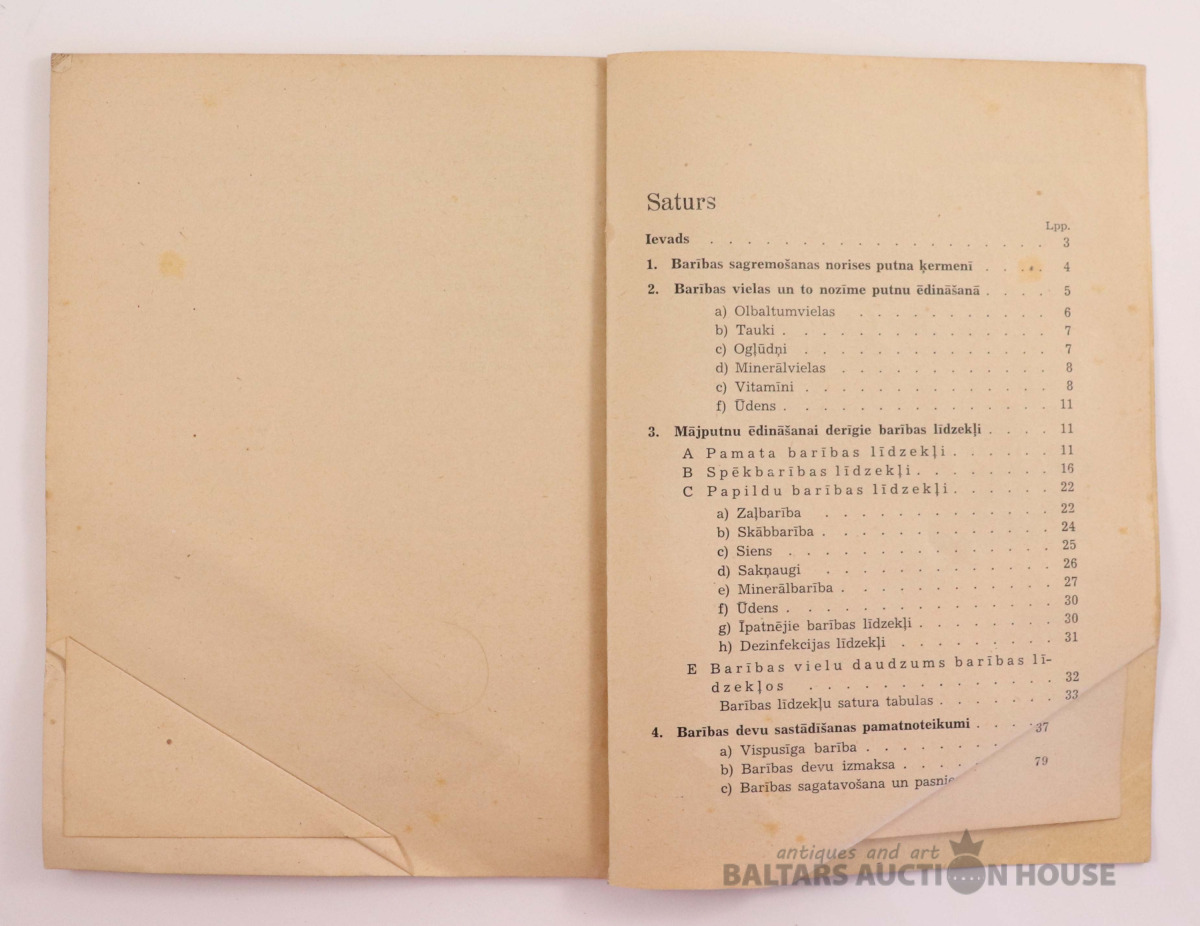 Saturs
Lpp.
Ievads . . . . . . . . . . . . . . . . . . . 3
1. Barības sagremošanas norises putna ķermenī . . . . 4
2. Barības vielas un to nozīme putnu ēdināšanā . . . . 5
a) Olbaltumvielas . . . . . . . . . . . 6
b) Tauki . . . . . . . . . . . . . . . 7
c) Ogļūdņi . . . . . . . . . . . . . . 7
d) Minerālvielas . . . . . . . . . . . . 8
c) Vitamīni . . . . . . . . . . . . . . 8
f) Ūdens . . . . . . . . . . . . . . . 11
3. Mājputnu ēdināšanai derīgie barības līdzekļi . . . . 11
A Pamata barības līdzekļi . . . . . . 11
B Spēkbarības līdzekļi . . . . . . . . 16
C Papildu barības līdzekļi . . . . . . 22
a) Zaļbarība . . . . . . . . . . . . . 22
b) Skābbarība . . . . . . . . . . . . . 24
c) Siens . . . . . . . . . . . . . . . 25
d) Sakņaugi . . . . . . . . . . . . . 26
e) Minerālbarība . . . . . . . . . . . . 27
f) Ūdens . . . . . . . . . . . . . . . 30
g) Īpatnējie barības līdzekļi . . . . . . . . 30
h) Dezinfekcijas līdzekļi . . . . . . . . . 31
E Barības vielu daudzums barības lī-
dzekļos . . . . . . . . . . . . . . 32
Barības līdzekļu satura tabulas . . . . . . . 33
4. Barības devu sastādīšanas pamatnoteikumi . . . . 37
a) Vispusīga barība . . . . . . . .
b) Barības devu izmaksa . . . . . 79
c) Barības sagatavošana un
antiques and art
BALTARS AUCTION HOUSE